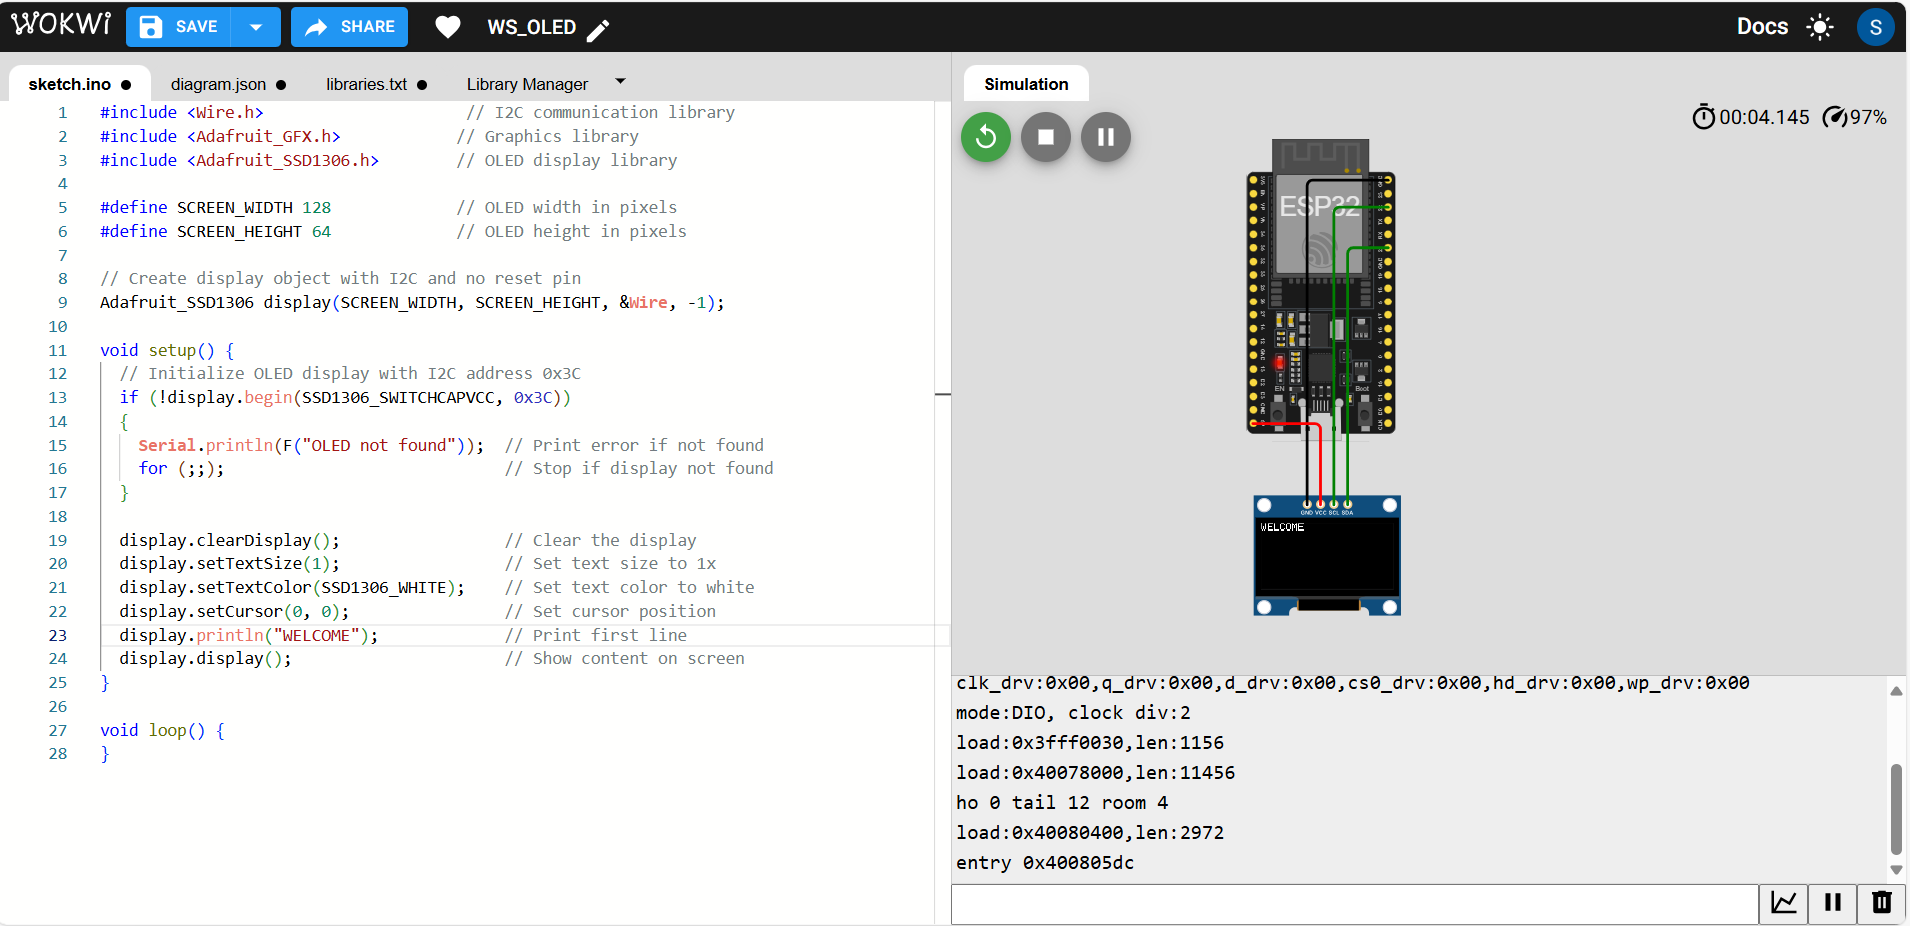 WOKWi SAVE SHARE WS_OLED Docs S
sketch.ino diagram.json libraries.txt Library Manager
Simulation
00:04.145 97%
1 #include <Wire.h> // I2C communication library
2 #include <Adafruit_GFX.h> // Graphics library
3 #include <Adafruit_SSD1306.h> // OLED display library
4
5 #define SCREEN_WIDTH 128 // OLED width in pixels
6 #define SCREEN_HEIGHT 64 // OLED height in pixels
7
8 // Create display object with I2C and no reset pin
9 Adafruit_SSD1306 display(SCREEN_WIDTH, SCREEN_HEIGHT, &Wire, -1);
10
11 void setup() {
12 // Initialize OLED display with I2C address 0x3C
13 if (!display.begin(SSD1306_SWITCHCAPVCC, 0x3C))
14 {
15 Serial.println(F("OLED not found")); // Print error if not found
16 for (;;); // Stop if display not found
17 }
18
19 display.clearDisplay(); // Clear the display
20 display.setTextSize(1); // Set text size to 1x
21 display.setTextColor(SSD1306_WHITE); // Set text color to white
22 display.setCursor(0, 0); // Set cursor position
23 display.println("WELCOME"); // Print first line
24 display.display(); // Show content on screen
25 }
26
27 void loop() {
28 }
ESP32
EN Boot
GND VCC SCL SDA
WELCOME
clk_drv:0x00,q_drv:0x00,d_drv:0x00,cs0_drv:0x00,hd_drv:0x00,wp_drv:0x00
mode:DIO, clock div:2
load:0x3fff0030,len:1156
load:0x40078000,len:11456
ho 0 tail 12 room 4
load:0x40080400,len:2972
entry 0x400805dc